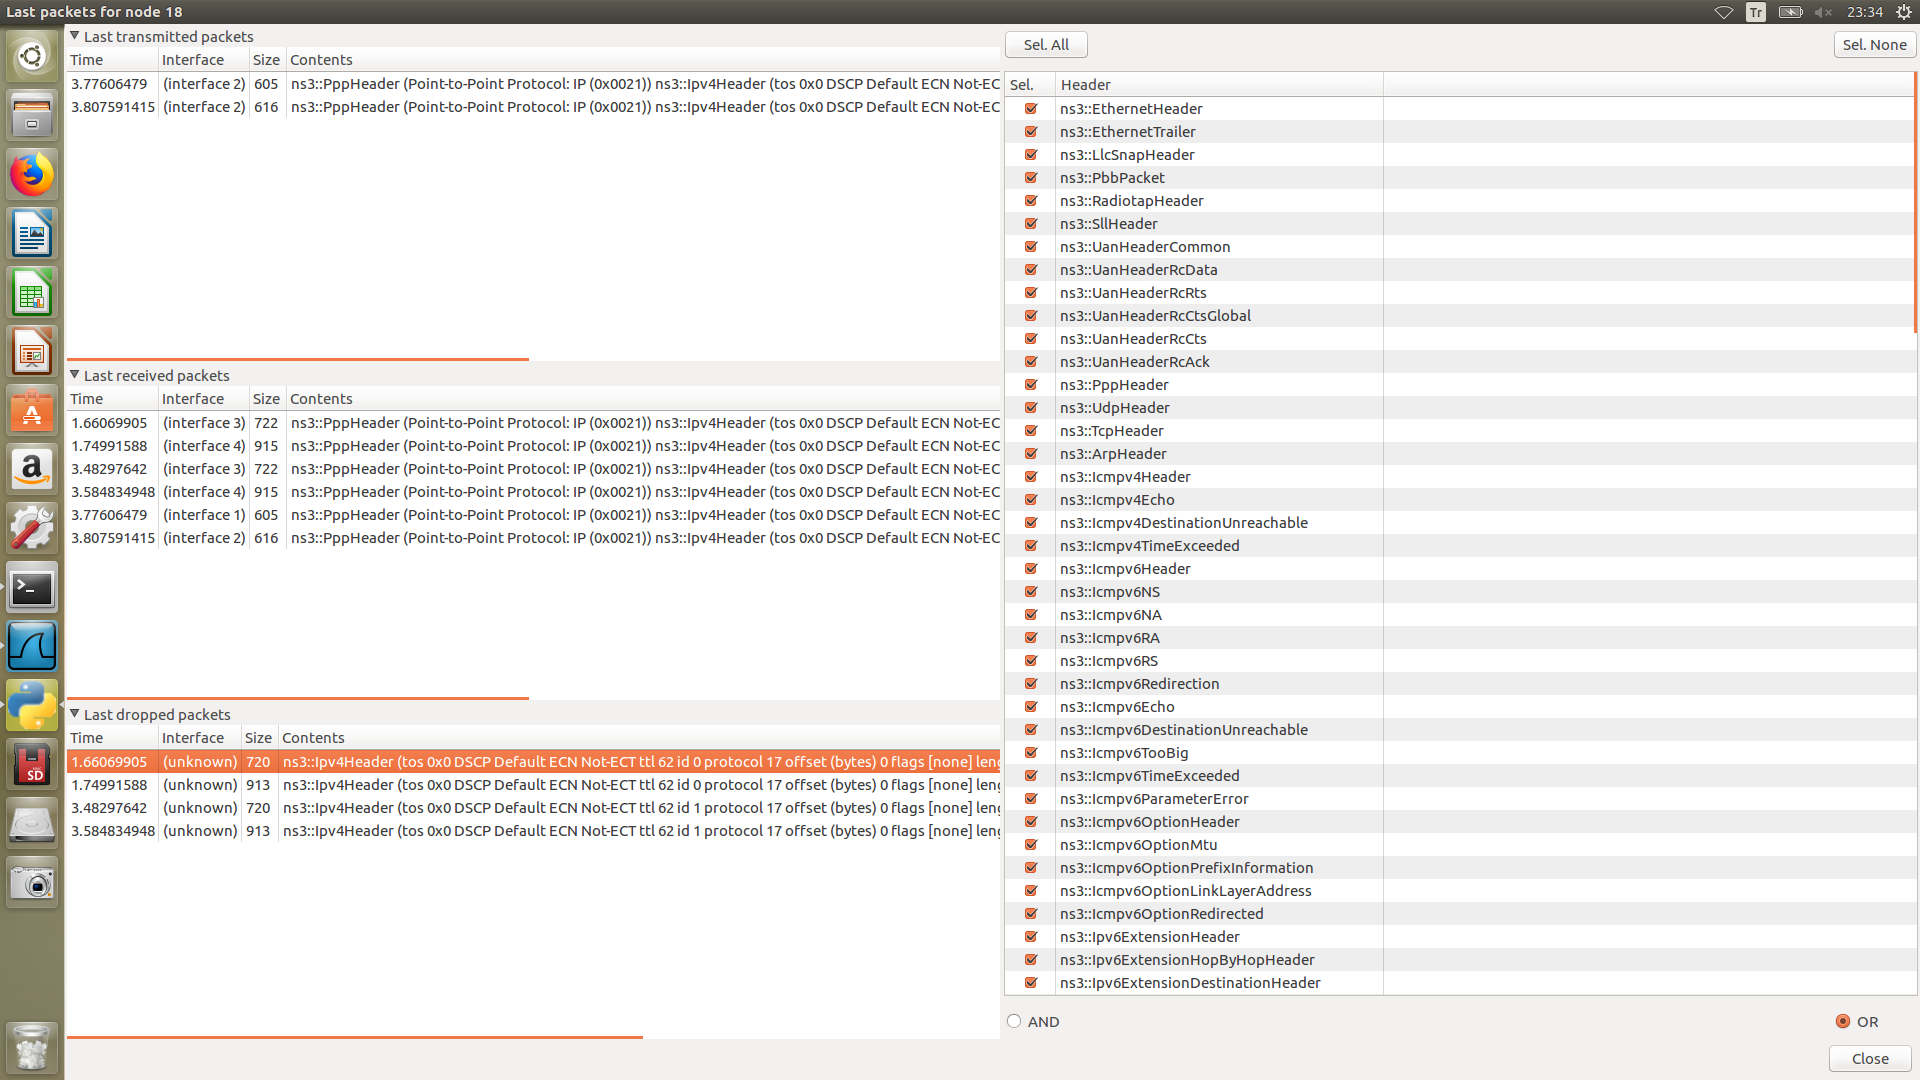 Last packets for node 18
Tr
23:34
Last transmitted packets
Time Interface Size Contents
3.77606479 (interface 2) 605 ns3::PppHeader (Point-to-Point Protocol: IP (0x0021)) ns3::Ipv4Header (tos 0x0 DSCP Default ECN Not-EC
3.807591415 (interface 2) 616 ns3::PppHeader (Point-to-Point Protocol: IP (0x0021)) ns3::Ipv4Header (tos 0x0 DSCP Default ECN Not-EC
Last received packets
Time Interface Size Contents
1.66069905 (interface 3) 722 ns3::PppHeader (Point-to-Point Protocol: IP (0x0021)) ns3::Ipv4Header (tos 0x0 DSCP Default ECN Not-EC
1.74991588 (interface 4) 915 ns3::PppHeader (Point-to-Point Protocol: IP (0x0021)) ns3::Ipv4Header (tos 0x0 DSCP Default ECN Not-EC
3.48297642 (interface 3) 722 ns3::PppHeader (Point-to-Point Protocol: IP (0x0021)) ns3::Ipv4Header (tos 0x0 DSCP Default ECN Not-EC
3.584834948 (interface 4) 915 ns3::PppHeader (Point-to-Point Protocol: IP (0x0021)) ns3::Ipv4Header (tos 0x0 DSCP Default ECN Not-EC
3.77606479 (interface 1) 605 ns3::PppHeader (Point-to-Point Protocol: IP (0x0021)) ns3::Ipv4Header (tos 0x0 DSCP Default ECN Not-EC
3.807591415 (interface 2) 616 ns3::PppHeader (Point-to-Point Protocol: IP (0x0021)) ns3::Ipv4Header (tos 0x0 DSCP Default ECN Not-EC
Last dropped packets
Time Interface Size Contents
1.66069905 (unknown) 720 ns3::Ipv4Header (tos 0x0 DSCP Default ECN Not-ECT ttl 62 id 0 protocol 17 offset (bytes) 0 flags [none] leng
1.74991588 (unknown) 913 ns3::Ipv4Header (tos 0x0 DSCP Default ECN Not-ECT ttl 62 id 0 protocol 17 offset (bytes) 0 flags [none] leng
3.48297642 (unknown) 720 ns3::Ipv4Header (tos 0x0 DSCP Default ECN Not-ECT ttl 62 id 1 protocol 17 offset (bytes) 0 flags [none] leng
3.584834948 (unknown) 913 ns3::Ipv4Header (tos 0x0 DSCP Default ECN Not-ECT ttl 62 id 1 protocol 17 offset (bytes) 0 flags [none] leng
Sel. All
Sel. None
Sel. Header
ns3::EthernetHeader
ns3::EthernetTrailer
ns3::LlcSnapHeader
ns3::PbbPacket
ns3::RadiotapHeader
ns3::SllHeader
ns3::UanHeaderCommon
ns3::UanHeaderRcData
ns3::UanHeaderRcRts
ns3::UanHeaderRcCtsGlobal
ns3::UanHeaderRcCts
ns3::UanHeaderRcAck
ns3::PppHeader
ns3::UdpHeader
ns3::TcpHeader
ns3::ArpHeader
ns3::Icmpv4Header
ns3::Icmpv4Echo
ns3::Icmpv4DestinationUnreachable
ns3::Icmpv4TimeExceeded
ns3::Icmpv6Header
ns3::Icmpv6NS
ns3::Icmpv6NA
ns3::Icmpv6RA
ns3::Icmpv6RS
ns3::Icmpv6Redirection
ns3::Icmpv6Echo
ns3::Icmpv6DestinationUnreachable
ns3::Icmpv6TooBig
ns3::Icmpv6TimeExceeded
ns3::Icmpv6ParameterError
ns3::Icmpv6OptionHeader
ns3::Icmpv6OptionMtu
ns3::Icmpv6OptionPrefixInformation
ns3::Icmpv6OptionLinkLayerAddress
ns3::Icmpv6OptionRedirected
ns3::Ipv6ExtensionHeader
ns3::Ipv6ExtensionHopByHopHeader
ns3::Ipv6ExtensionDestinationHeader
AND
OR
Close
A
a
>_
SD